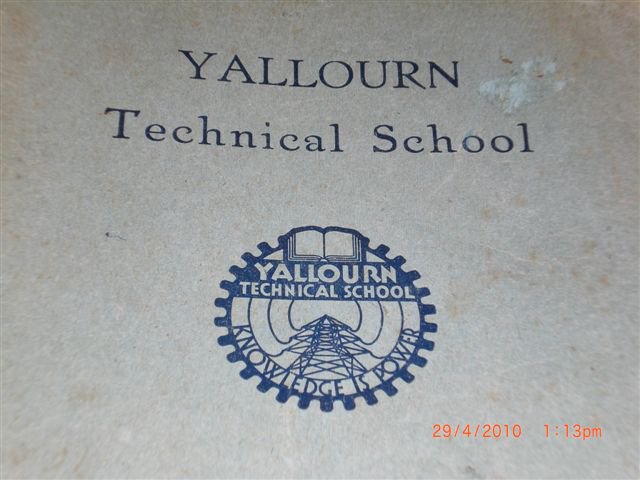 YALLOURN
Technical School
YALLOURN
TECHNICAL SCHOOL
KNOWLEDGE IS POWER
29/4/2010 1:13pm